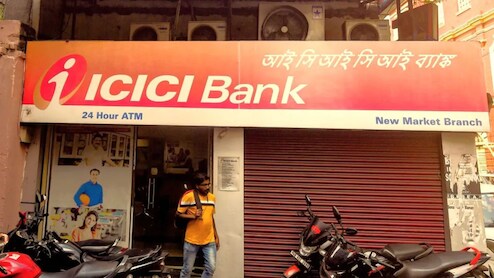 আই সি আই সি আই ব্যাঙ্ক
i ICICI Bank
24 Hour ATM
New Market Branch